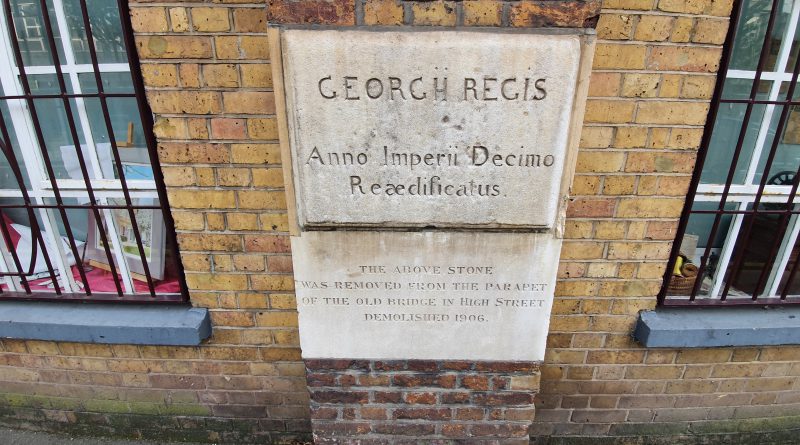 GEORGII REGIS
Anno Imperii Decimo
Reædificatus.
THE ABOVE STONE
WAS REMOVED FROM THE PARAPET
OF THE OLD BRIDGE IN HIGH STREET
DEMOLISHED 1906.